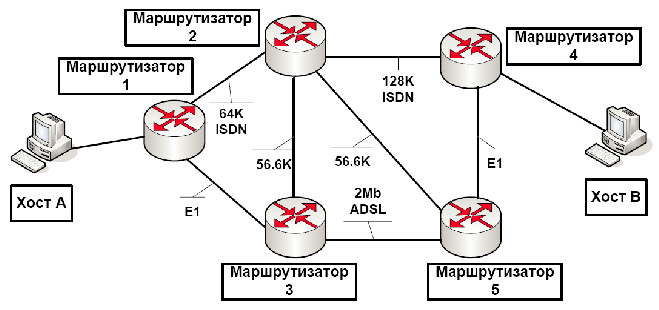 Маршрутизатор
2
Маршрутизатор
1
Маршрутизатор
4
128K
ISDN
64K
ISDN
56.6K
56.6K
E1
E1
2Mb
ADSL
Хост А
Хост В
Маршрутизатор
3
Маршрутизатор
5